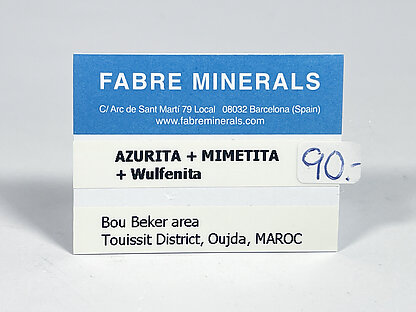 FABRE MINERALS
C/ Arc de Sant Martí 79 Local 08032 Barcelona (Spain)
www.fabreminerals.com
AZURITA + MIMETITA
+ Wulfenita
90.-
Bou Beker area
Touissit District, Oujda, MAROC